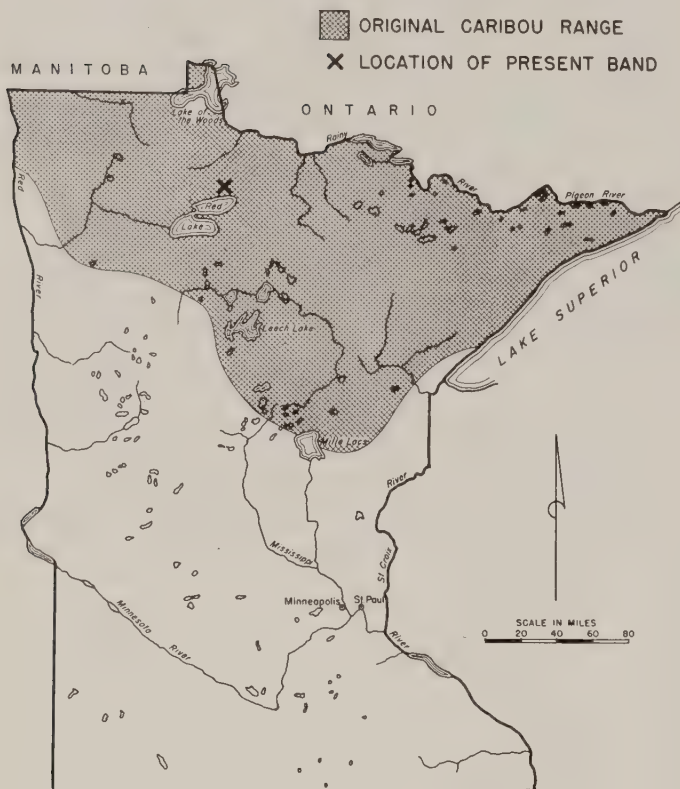 ORIGINAL CARIBOU RANGE
LOCATION OF PRESENT BAND
MANITOBA
ONTARIO
Lake of
the Woods
Rainy
River
Pigeon River
Red
Red
Lake
River
Leech Lake
LAKE SUPERIOR
Mille Lacs
River
St Croix
Mississippi
Minneapolis
St Paul
Minnesota
River
River
SCALE IN MILES
0 20 40 60 80